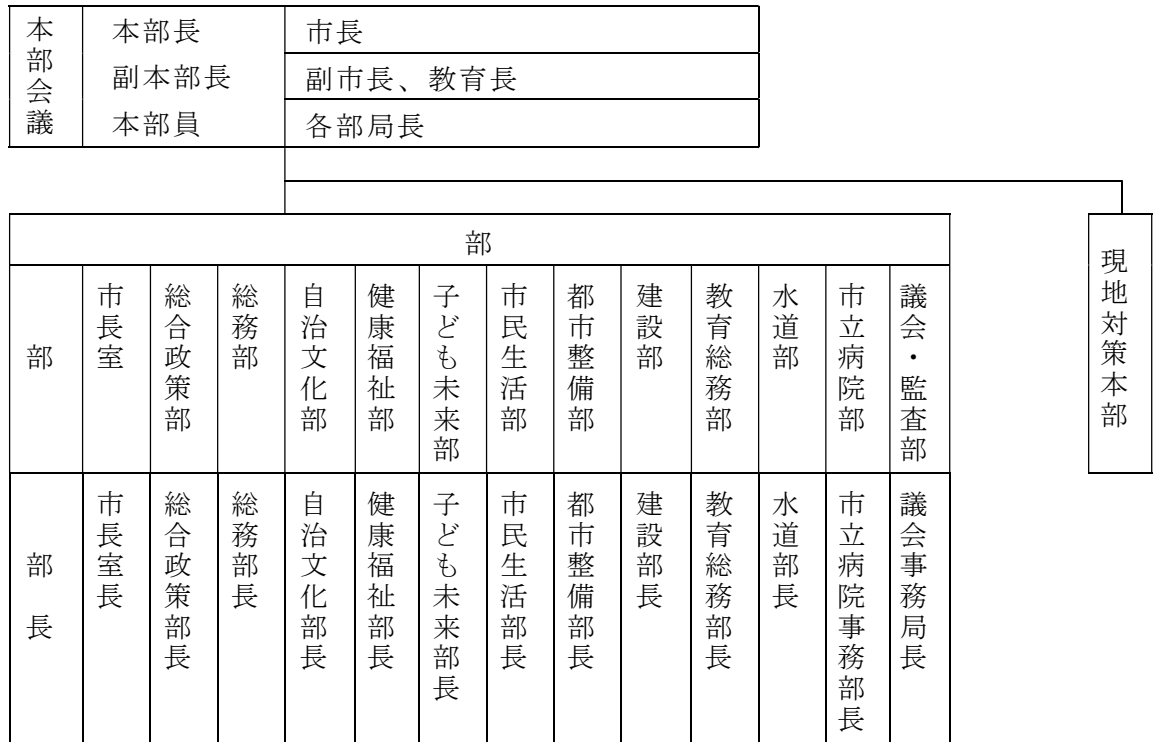 本部会議
本部長 市長
副本部長 副市長、教育長
本部員 各部局長
部
部 市長室 総合政策部 総務部 自治文化部 健康福祉部 子ども未来部 市民生活部 都市整備部 建設部 教育総務部 水道部 市立病院部 議会・監査部
部長 市長室長 総合政策部長 総務部長 自治文化部長 健康福祉部長 子ども未来部長 市民生活部長 都市整備部長 建設部長 教育総務部長 水道部長 市立病院事務部長 議会事務局長
現地対策本部